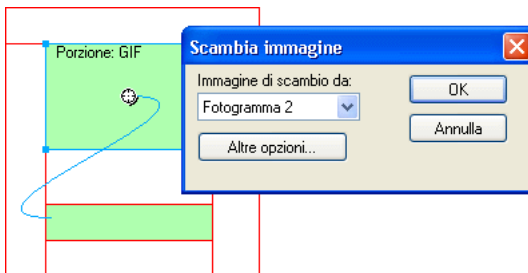 Porzione: GIF
Scambia immagine
Immagine di scambio da:
Fotogramma 2
OK
Annulla
Altre opzioni...